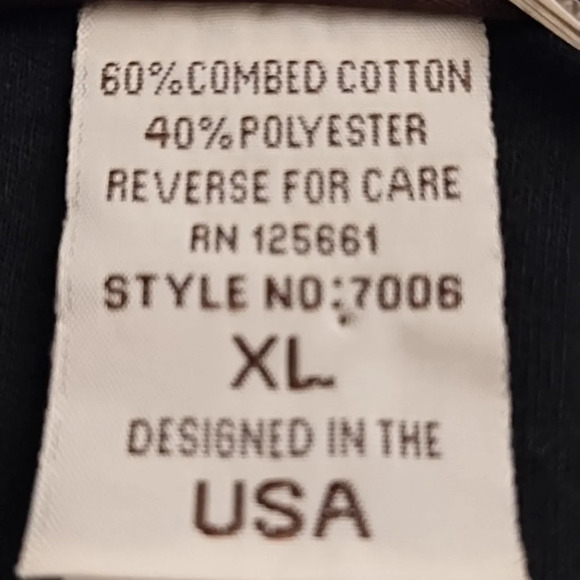 60%COMBED COTTON
40%POLYESTER
REVERSE FOR CARE
RN 125661
STYLE NO:7006
XL
DESIGNED IN THE
USA